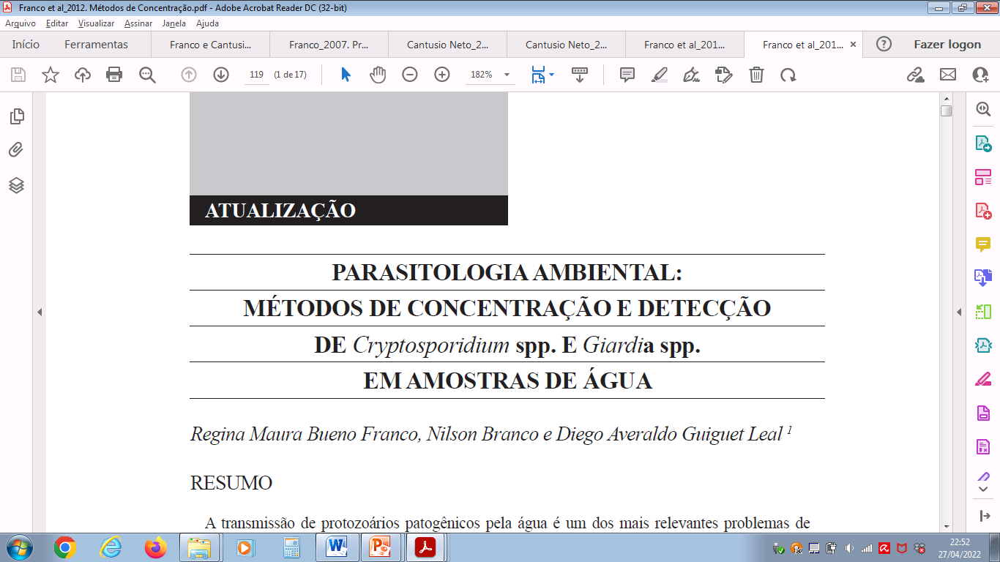 Franco et al_2012. Métodos de Concentração.pdf - Adobe Acrobat Reader DC (32-bit)
Arquivo Editar Visualizar Assinar Janela Ajuda
Início Ferramentas Franco e Cantusi... Franco_2007. Pr... Cantusio Neto_2... Cantusio Neto_2... Franco et al_201... Franco et al_201... Fazer logon
119 (1 de 17) 182%
ATUALIZAÇÃO
PARASITOLOGIA AMBIENTAL:
MÉTODOS DE CONCENTRAÇÃO E DETECÇÃO
DE Cryptosporidium spp. E Giardia spp.
EM AMOSTRAS DE ÁGUA
Regina Maura Bueno Franco, Nilson Branco e Diego Averaldo Guiguet Leal 1
RESUMO
A transmissão de protozoários patogênicos pela água é um dos mais relevantes problemas de
22:52
27/04/2022